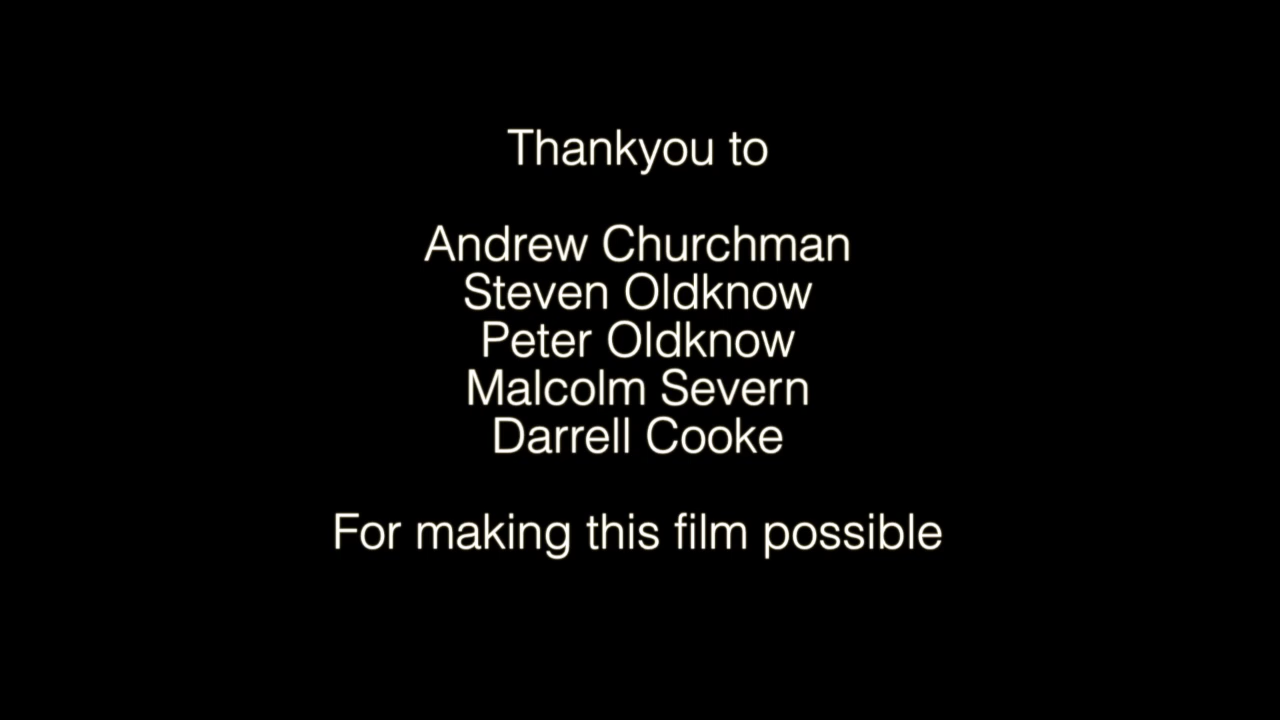 Thankyou to
Andrew Churchman
Steven Oldknow
Peter Oldknow
Malcolm Severn
Darrell Cooke
For making this film possible